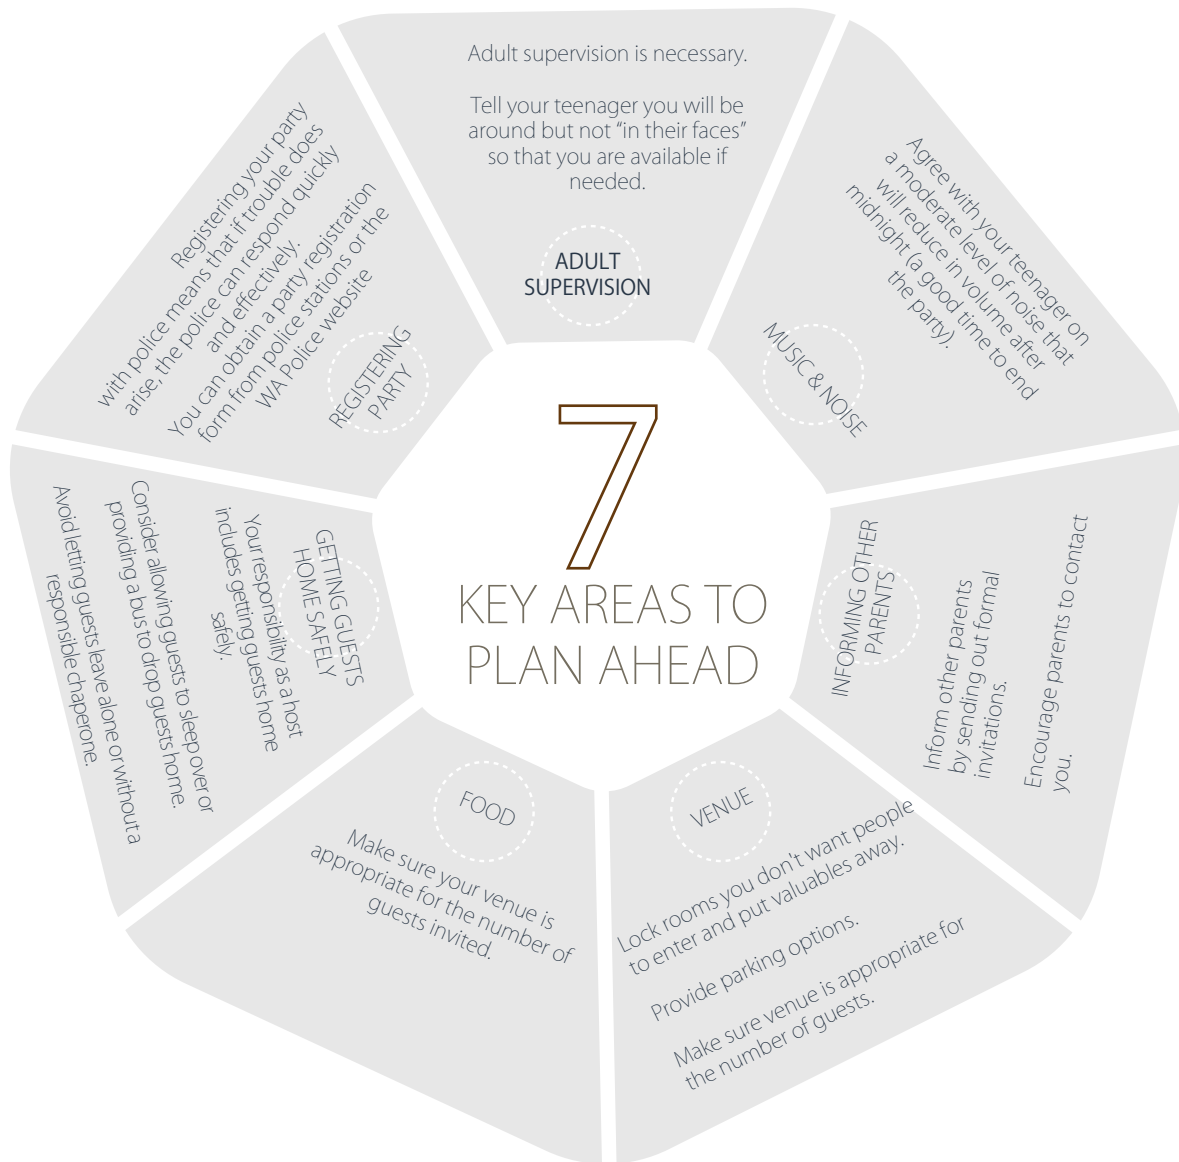 Adult supervision is necessary.
Tell your teenager you will be
around but not “in their faces”
so that you are available if
needed.
ADULT
SUPERVISION
Agree with your teenager on
a moderate level of noise that
will reduce in volume after
midnight (a good time to end
the party).
MUSIC & NOISE
INFORMING OTHER
PARENTS
Inform other parents
by sending out formal
invitations.
Encourage parents to contact
you.
VENUE
Lock rooms you don't want people
to enter and put valuables away.
Provide parking options.
Make sure venue is appropriate for
the number of guests.
FOOD
Make sure your venue is
appropriate for the number of
guests invited.
GETTING GUESTS
HOME SAFELY
Your responsibility as a host
includes getting guests home
safely.
Consider allowing guests to sleep over or
providing a bus to drop guests home.
Avoid letting guests leave alone or without a
responsible chaperone.
Registering your party
with police means that if trouble does
arise, the police can respond quickly
and effectively.
You can obtain a party registration
form from police stations or the
WA Police website
REGISTERING
PARTY
7
KEY AREAS TO
PLAN AHEAD